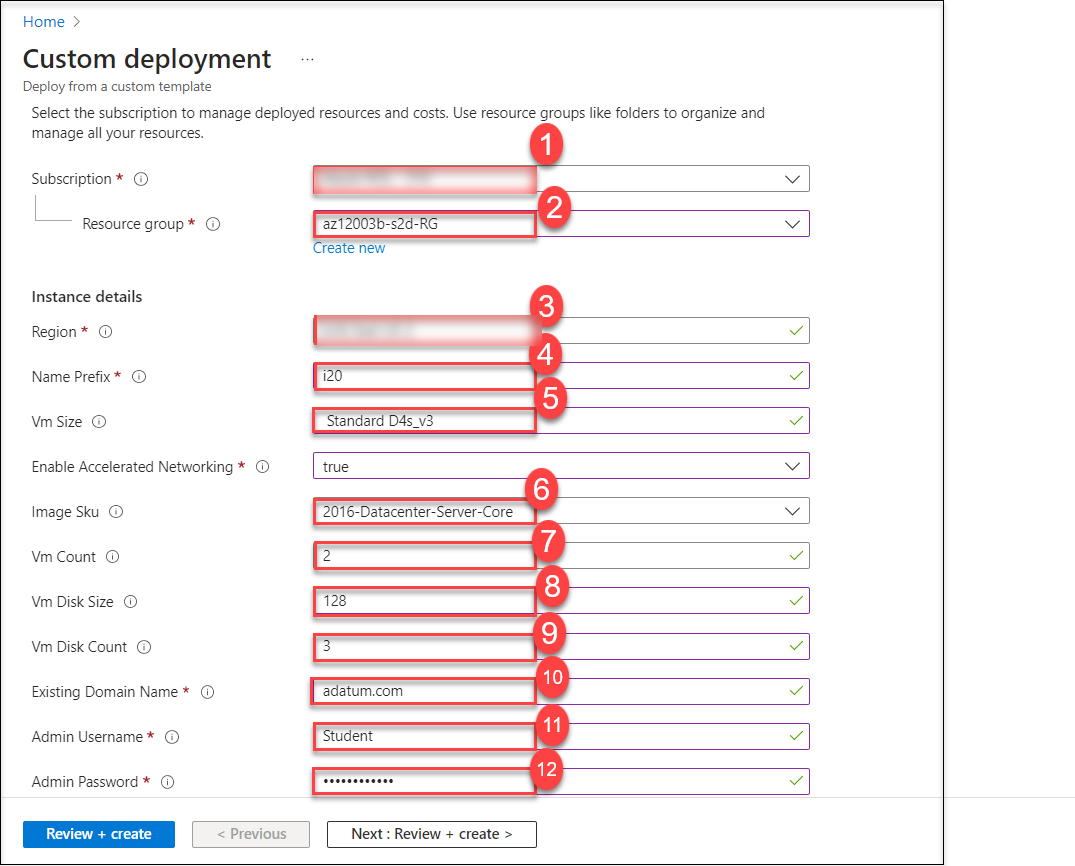 Home >
Custom deployment ...
Deploy from a custom template
Select the subscription to manage deployed resources and costs. Use resource groups like folders to organize and
manage all your resources.
1
Subscription *
2
Resource group * az12003b-s2d-RG
Create new
Instance details
3
Region *
4
Name Prefix * i20
5
Vm Size Standard D4s_v3
Enable Accelerated Networking * true
6
Image Sku 2016-Datacenter-Server-Core
7
Vm Count 2
8
Vm Disk Size 128
9
Vm Disk Count 3
10
Existing Domain Name * adatum.com
11
Admin Username * Student
12
Admin Password * ••••••••••••
Review + create < Previous Next : Review + create >